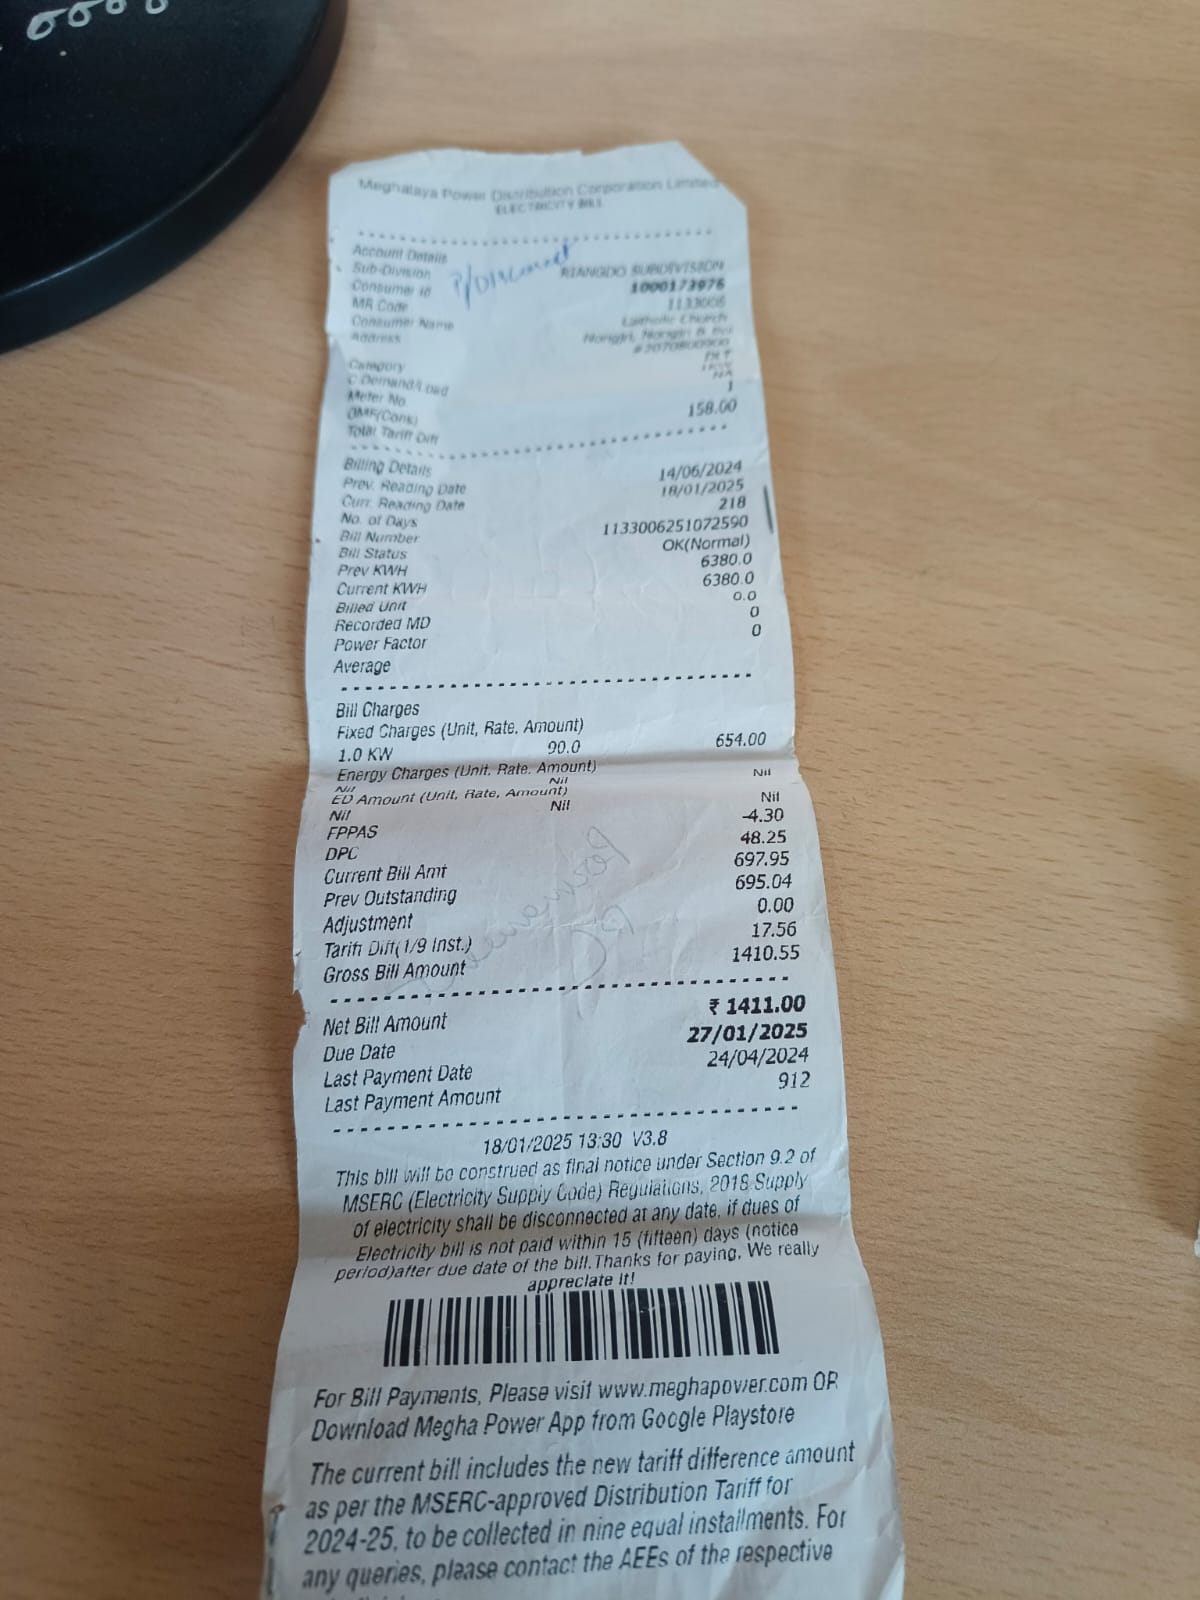 Meghalaya Power Distribution Corporation Limited
ELECTRICITY BILL
Account Details
P/Disconnect
Sub-Division RIANGDO SUBDIVISION
Consumer Id 1000173976
MR Code 1133006
Consumer Name Catholic Church
Address Nongjri, Nongjri &
Category DLT
C Demand/Load 1KW
Meter No NA
OMF(Cons) 1
Total Tariff Diff 158.00
Billing Details
Prev. Reading Date 14/06/2024
Curr. Reading Date 18/01/2025
No. of Days 218
Bill Number 1133006251072590
Bill Status OK(Normal)
Prev KWH 6380.0
Current KWH 6380.0
Billed Unit 0.0
Recorded MD 0
Power Factor 0
Average
Bill Charges
Fixed Charges (Unit, Rate, Amount)
1.0 KW 90.0 654.00
Energy Charges (Unit, Rate, Amount)
Nil Nil Nil
ED Amount (Unit, Rate, Amount)
Nil Nil Nil
FPPAS -4.30
DPC 48.25
Current Bill Amt 697.95
Prev Outstanding 695.04
Adjustment 0.00
Tariff Diff(1/9 Inst.) 17.56
Gross Bill Amount 1410.55
Net Bill Amount ₹ 1411.00
Due Date 27/01/2025
Last Payment Date 24/04/2024
Last Payment Amount 912
18/01/2025 13:30 V3.8
This bill will be construed as final notice under Section 9.2 of
MSERC (Electricity Supply Code) Regulations, 2018 Supply
of electricity shall be disconnected at any date, if dues of
Electricity bill is not paid within 15 (fifteen) days (notice
period)after due date of the bill.Thanks for paying, We really
appreciate it!
For Bill Payments, Please visit www.meghapower.com OR
Download Megha Power App from Google Playstore
The current bill includes the new tariff difference amount
as per the MSERC-approved Distribution Tariff for
2024-25, to be collected in nine equal installments. For
any queries, please contact the AEEs of the respective